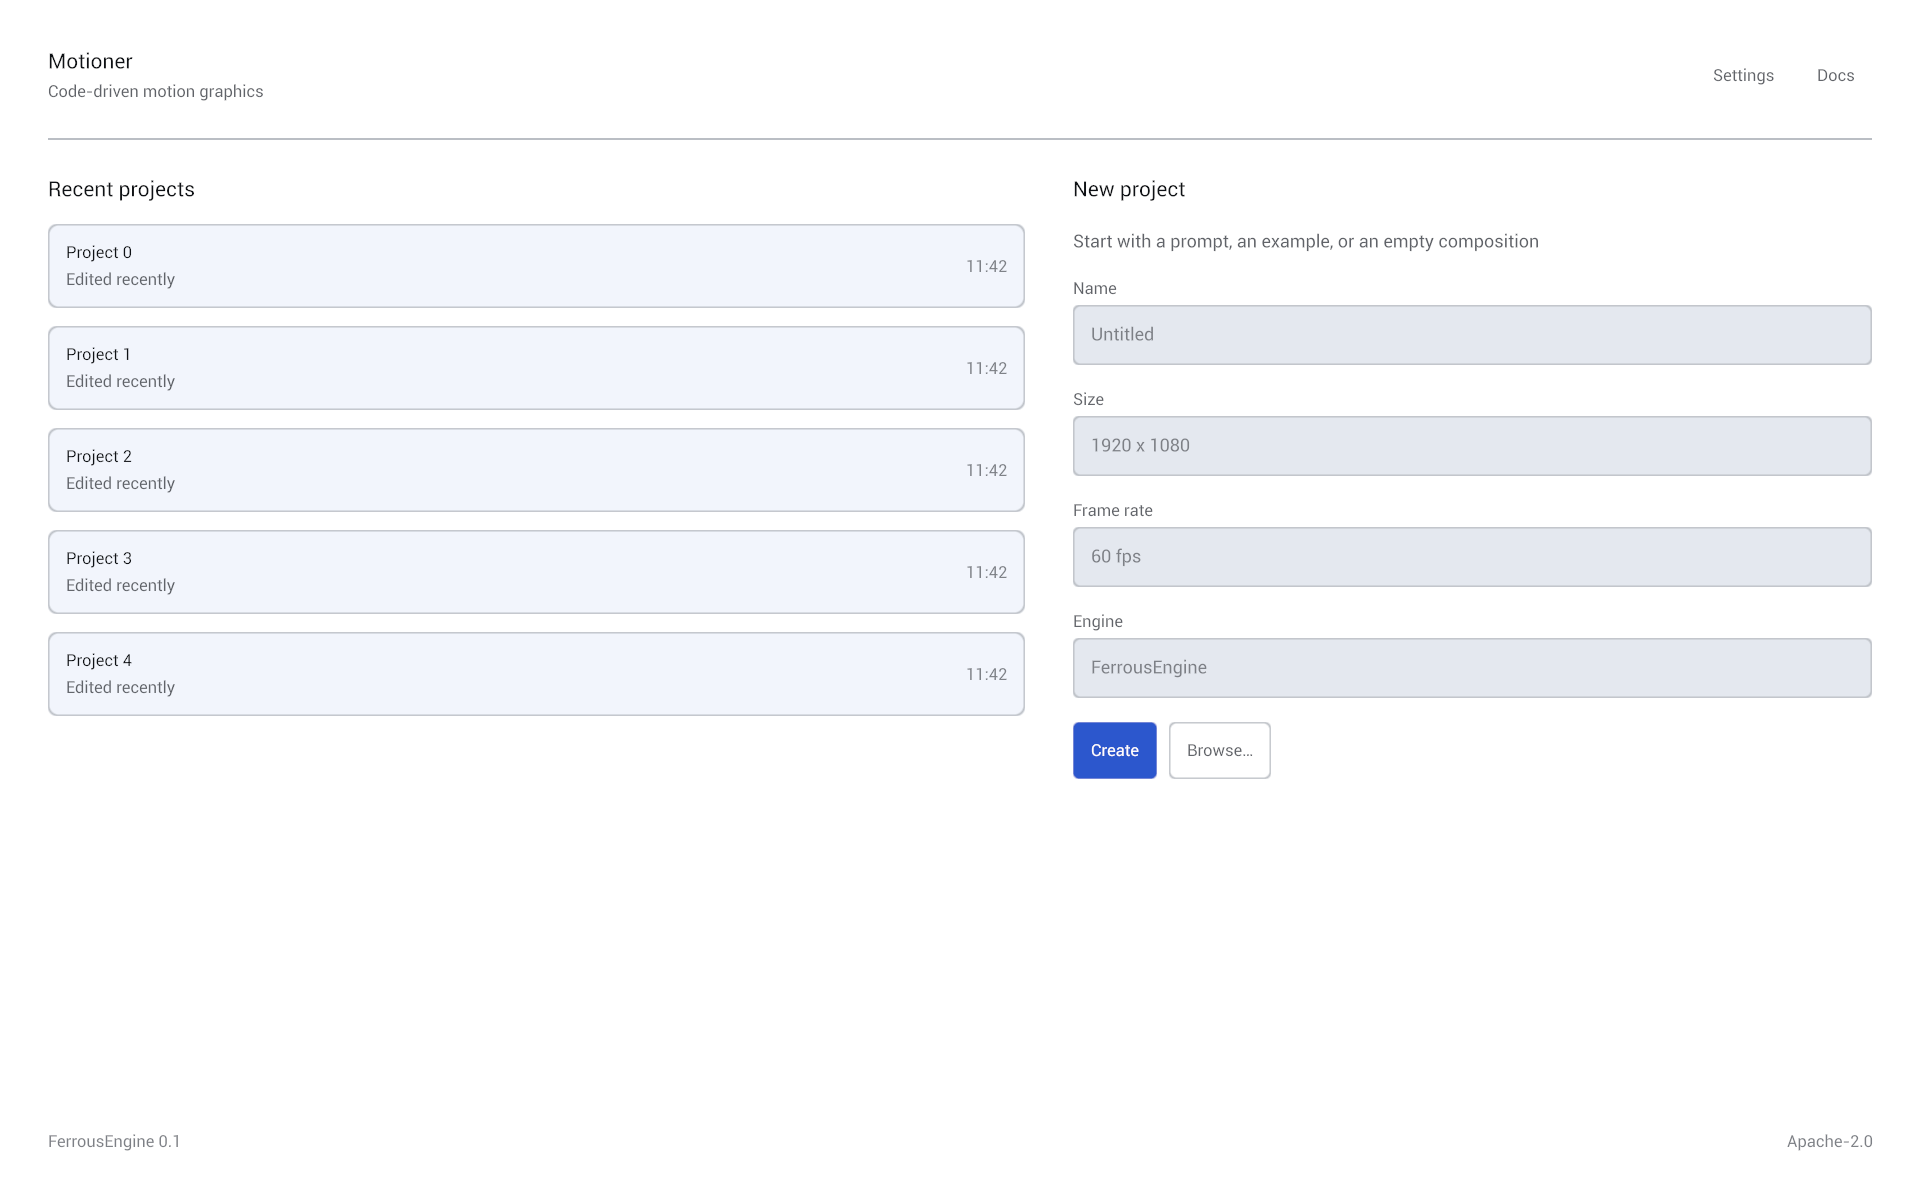 Motioner
Code-driven motion graphics
Settings
Docs
Recent projects
Project 0
Edited recently
11:42
Project 1
Edited recently
11:42
Project 2
Edited recently
11:42
Project 3
Edited recently
11:42
Project 4
Edited recently
11:42
New project
Start with a prompt, an example, or an empty composition
Name
Untitled
Size
1920 x 1080
Frame rate
60 fps
Engine
FerrousEngine
Create
Browse…
FerrousEngine 0.1
Apache-2.0